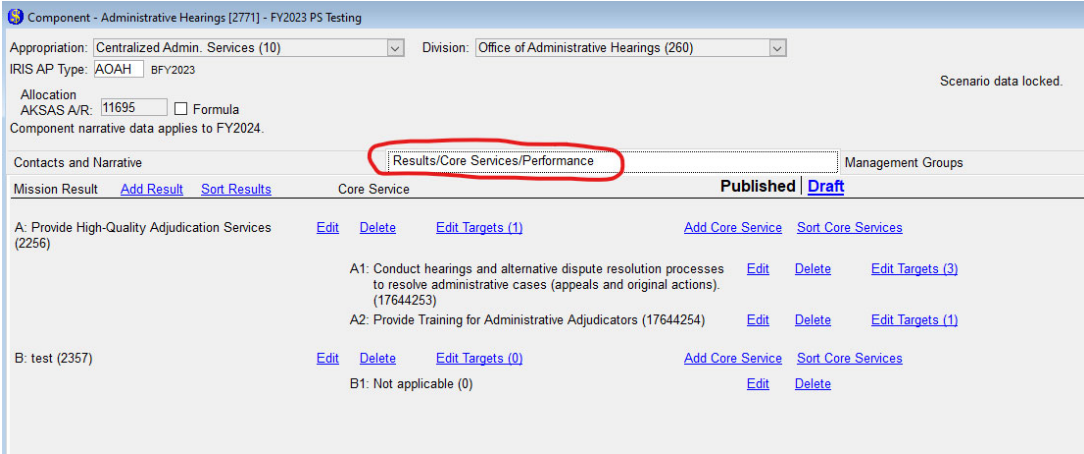 Component - Administrative Hearings [2771] - FY2023 PS Testing
Appropriation: Centralized Admin. Services (10) Division: Office of Administrative Hearings (260)
IRIS AP Type: AOAH BFY2023
Scenario data locked.
Allocation
AKSAS A/R: 11695 Formula
Component narrative data applies to FY2024.
Contacts and Narrative Results/Core Services/Performance Management Groups
Mission Result Add Result Sort Results Core Service Published | Draft
A: Provide High-Quality Adjudication Services Edit Delete Edit Targets (1) Add Core Service Sort Core Services
(2256)
A1: Conduct hearings and alternative dispute resolution processes Edit Delete Edit Targets (3)
to resolve administrative cases (appeals and original actions).
(17644253)
A2: Provide Training for Administrative Adjudicators (17644254) Edit Delete Edit Targets (1)
B: test (2357) Edit Delete Edit Targets (0) Add Core Service Sort Core Services
B1: Not applicable (0) Edit Delete